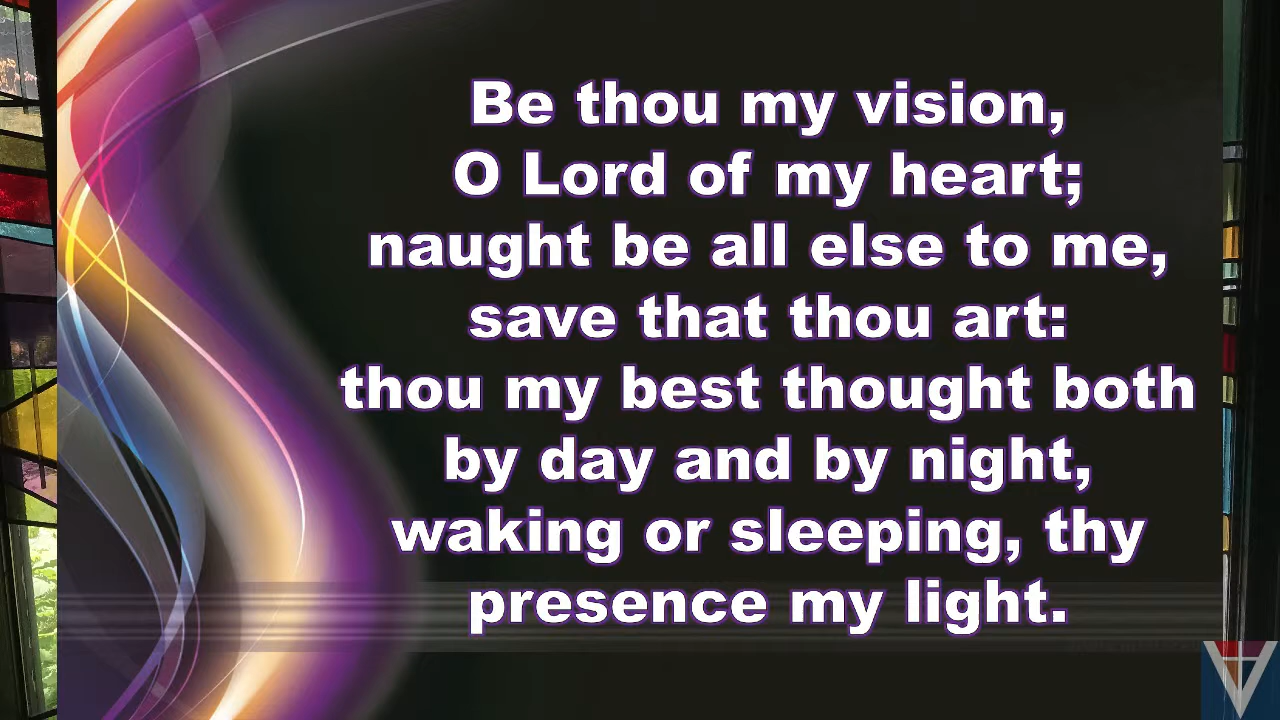 Be thou my vision,
O Lord of my heart;
naught be all else to me,
save that thou art:
thou my best thought both
by day and by night,
waking or sleeping, thy
presence my light.